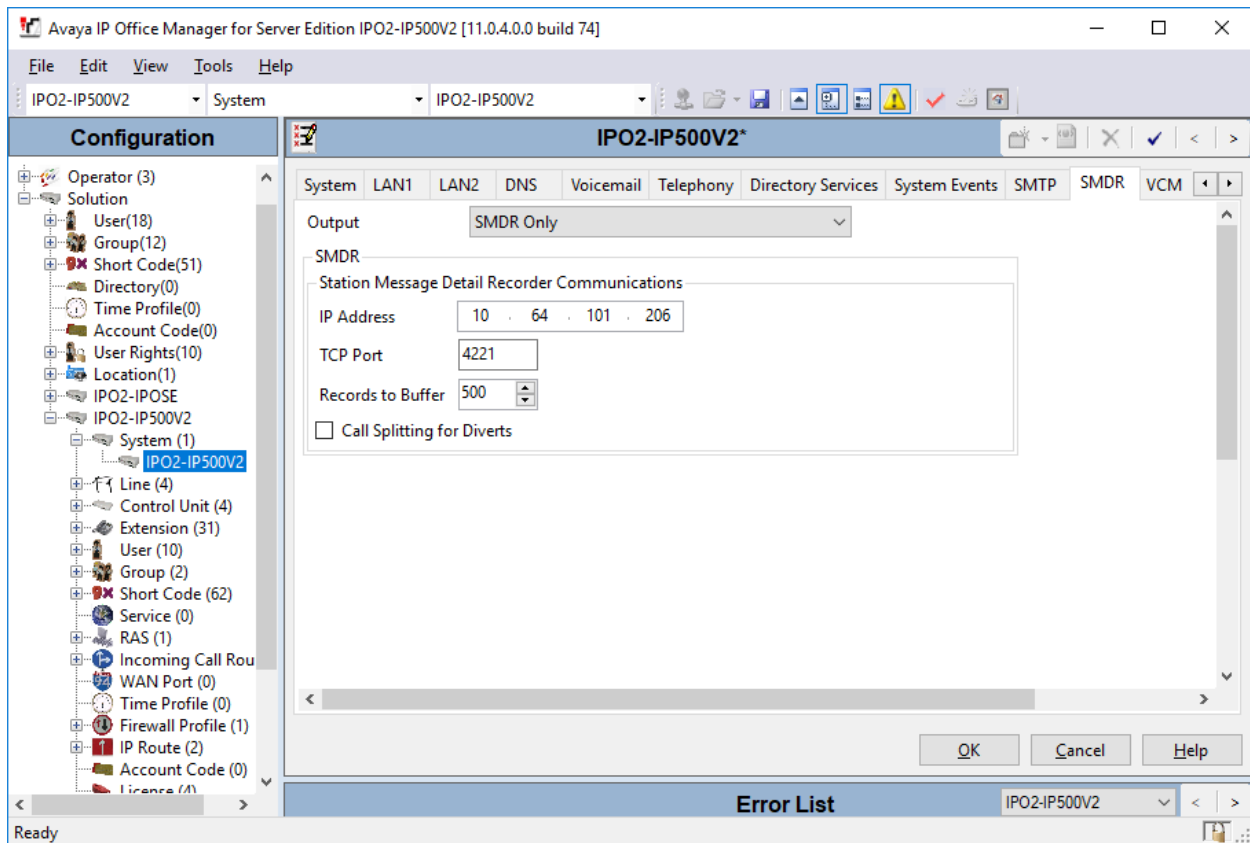 Avaya IP Office Manager for Server Edition IPO2-IP500V2 [11.0.4.0.0 build 74]
File Edit View Tools Help
IPO2-IP500V2 System IPO2-IP500V2
Configuration
Operator (3)
Solution
User(18)
Group(12)
Short Code(51)
Directory(0)
Time Profile(0)
Account Code(0)
User Rights(10)
Location(1)
IPO2-IPOSE
IPO2-IP500V2
System (1)
IPO2-IP500V2
Line (4)
Control Unit (4)
Extension (31)
User (10)
Group (2)
Short Code (62)
Service (0)
RAS (1)
Incoming Call Rou
WAN Port (0)
Time Profile (0)
Firewall Profile (1)
IP Route (2)
Account Code (0)
License (4)
IPO2-IP500V2*
System LAN1 LAN2 DNS Voicemail Telephony Directory Services System Events SMTP SMDR VCM
Output SMDR Only
SMDR
Station Message Detail Recorder Communications
IP Address 10 . 64 . 101 . 206
TCP Port 4221
Records to Buffer 500
Call Splitting for Diverts
OK Cancel Help
Error List IPO2-IP500V2
Ready